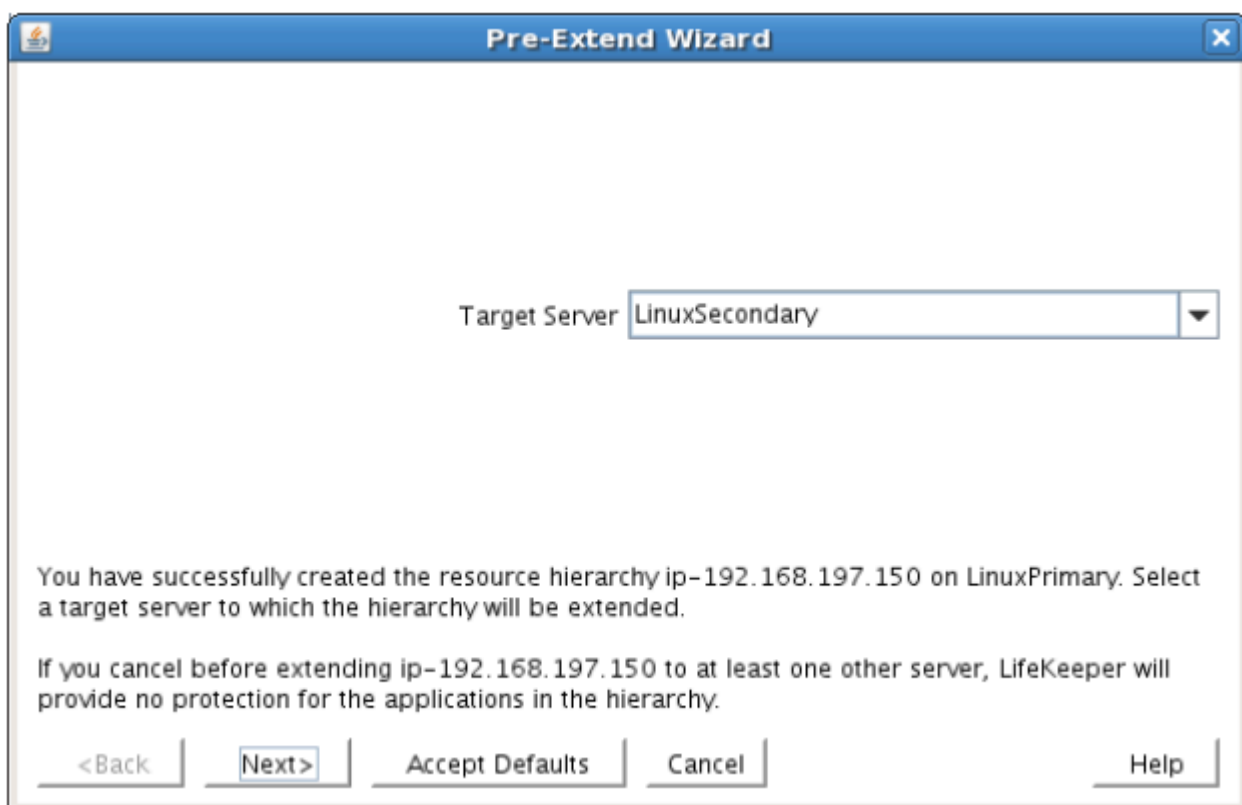 Pre-Extend Wizard
Target Server LinuxSecondary
You have successfully created the resource hierarchy ip-192.168.197.150 on LinuxPrimary. Select
a target server to which the hierarchy will be extended.
If you cancel before extending ip-192.168.197.150 to at least one other server, LifeKeeper will
provide no protection for the applications in the hierarchy.
<Back Next> Accept Defaults Cancel Help